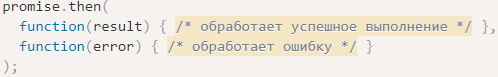 promise.then(
  function(result) { /* обработает успешное выполнение */ },
  function(error) { /* обработает ошибку */ }
);